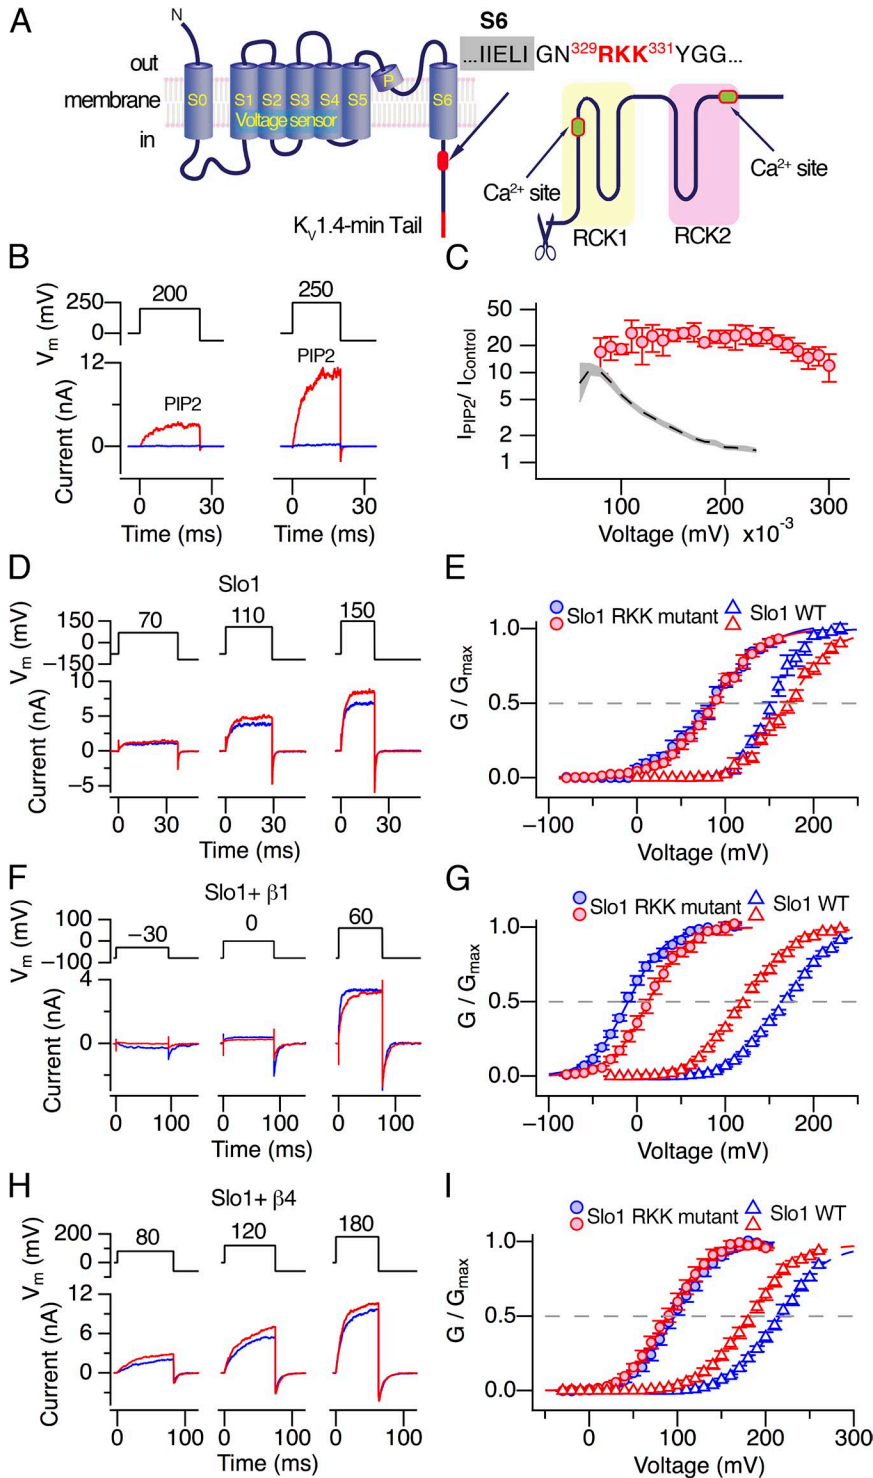 A
N
S6
...IIELI GN³²⁹RKK³³¹YGG...
out
membrane
in
S0
S1
S2
S3
S4
S5
P
S6
Voltage sensor
Ca²⁺ site
Ca²⁺ site
RCK1
RCK2
KV1.4-min Tail
B
200
250
250
0
Vm (mV)
PIP2
PIP2
12
0
Current (nA)
0 30
0 30
Time (ms)
Time (ms)
C
50
20
10
5
2
1
IPIP2/ IControl
100 200 300
Voltage (mV) x10-3
D
Slo1
70
110
150
150
0
−150
Vm (mV)
10
5
0
−5
Current (nA)
0 30
0 30
0 30
Time (ms)
E
Slo1 RKK mutant
Slo1 WT
1.0
0.5
0.0
G / Gmax
−100 0 100 200
Voltage (mV)
F
Slo1+ β1
−30
0
60
100
0
−100
Vm (mV)
4
0
Current (nA)
0 100
0 100
0 100
Time (ms)
G
Slo1 RKK mutant
Slo1 WT
1.0
0.5
0.0
G / Gmax
−100 0 100 200
Voltage (mV)
H
Slo1+ β4
80
120
180
200
0
Vm (mV)
12
6
0
Current (nA)
0 100
0 100
0 100
Time (ms)
I
Slo1 RKK mutant
Slo1 WT
1.0
0.5
0.0
G / Gmax
0 100 200 300
Voltage (mV)